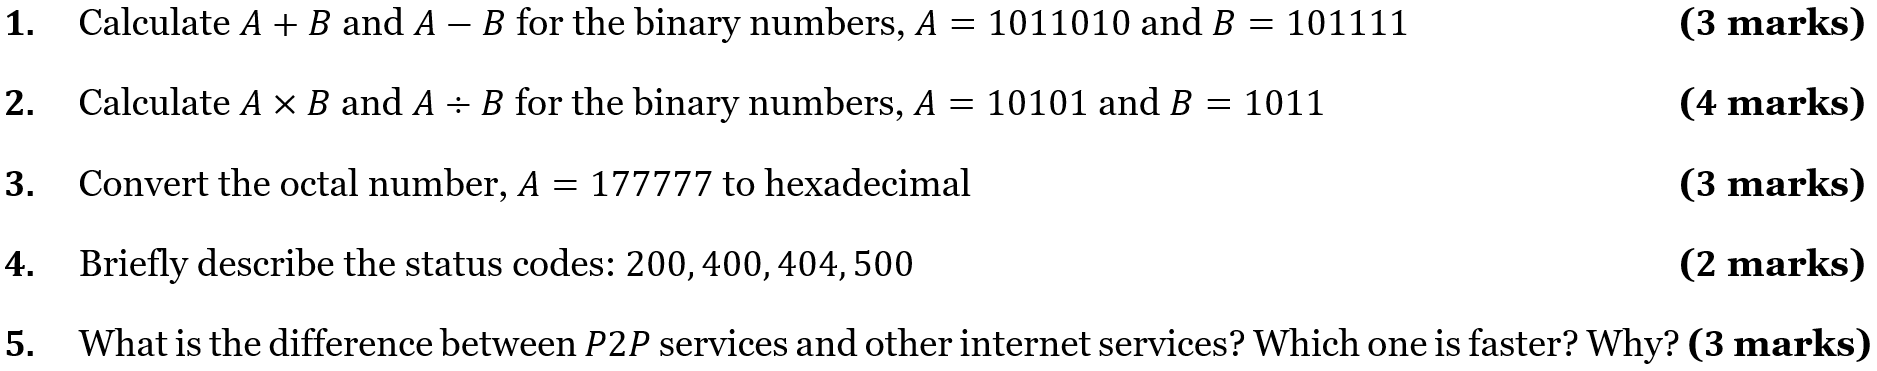 1. Calculate A + B and A − B for the binary numbers, A = 1011010 and B = 101111 (3 marks)
2. Calculate A × B and A ÷ B for the binary numbers, A = 10101 and B = 1011 (4 marks)
3. Convert the octal number, A = 177777 to hexadecimal (3 marks)
4. Briefly describe the status codes: 200, 400, 404, 500 (2 marks)
5. What is the difference between P2P services and other internet services? Which one is faster? Why? (3 marks)